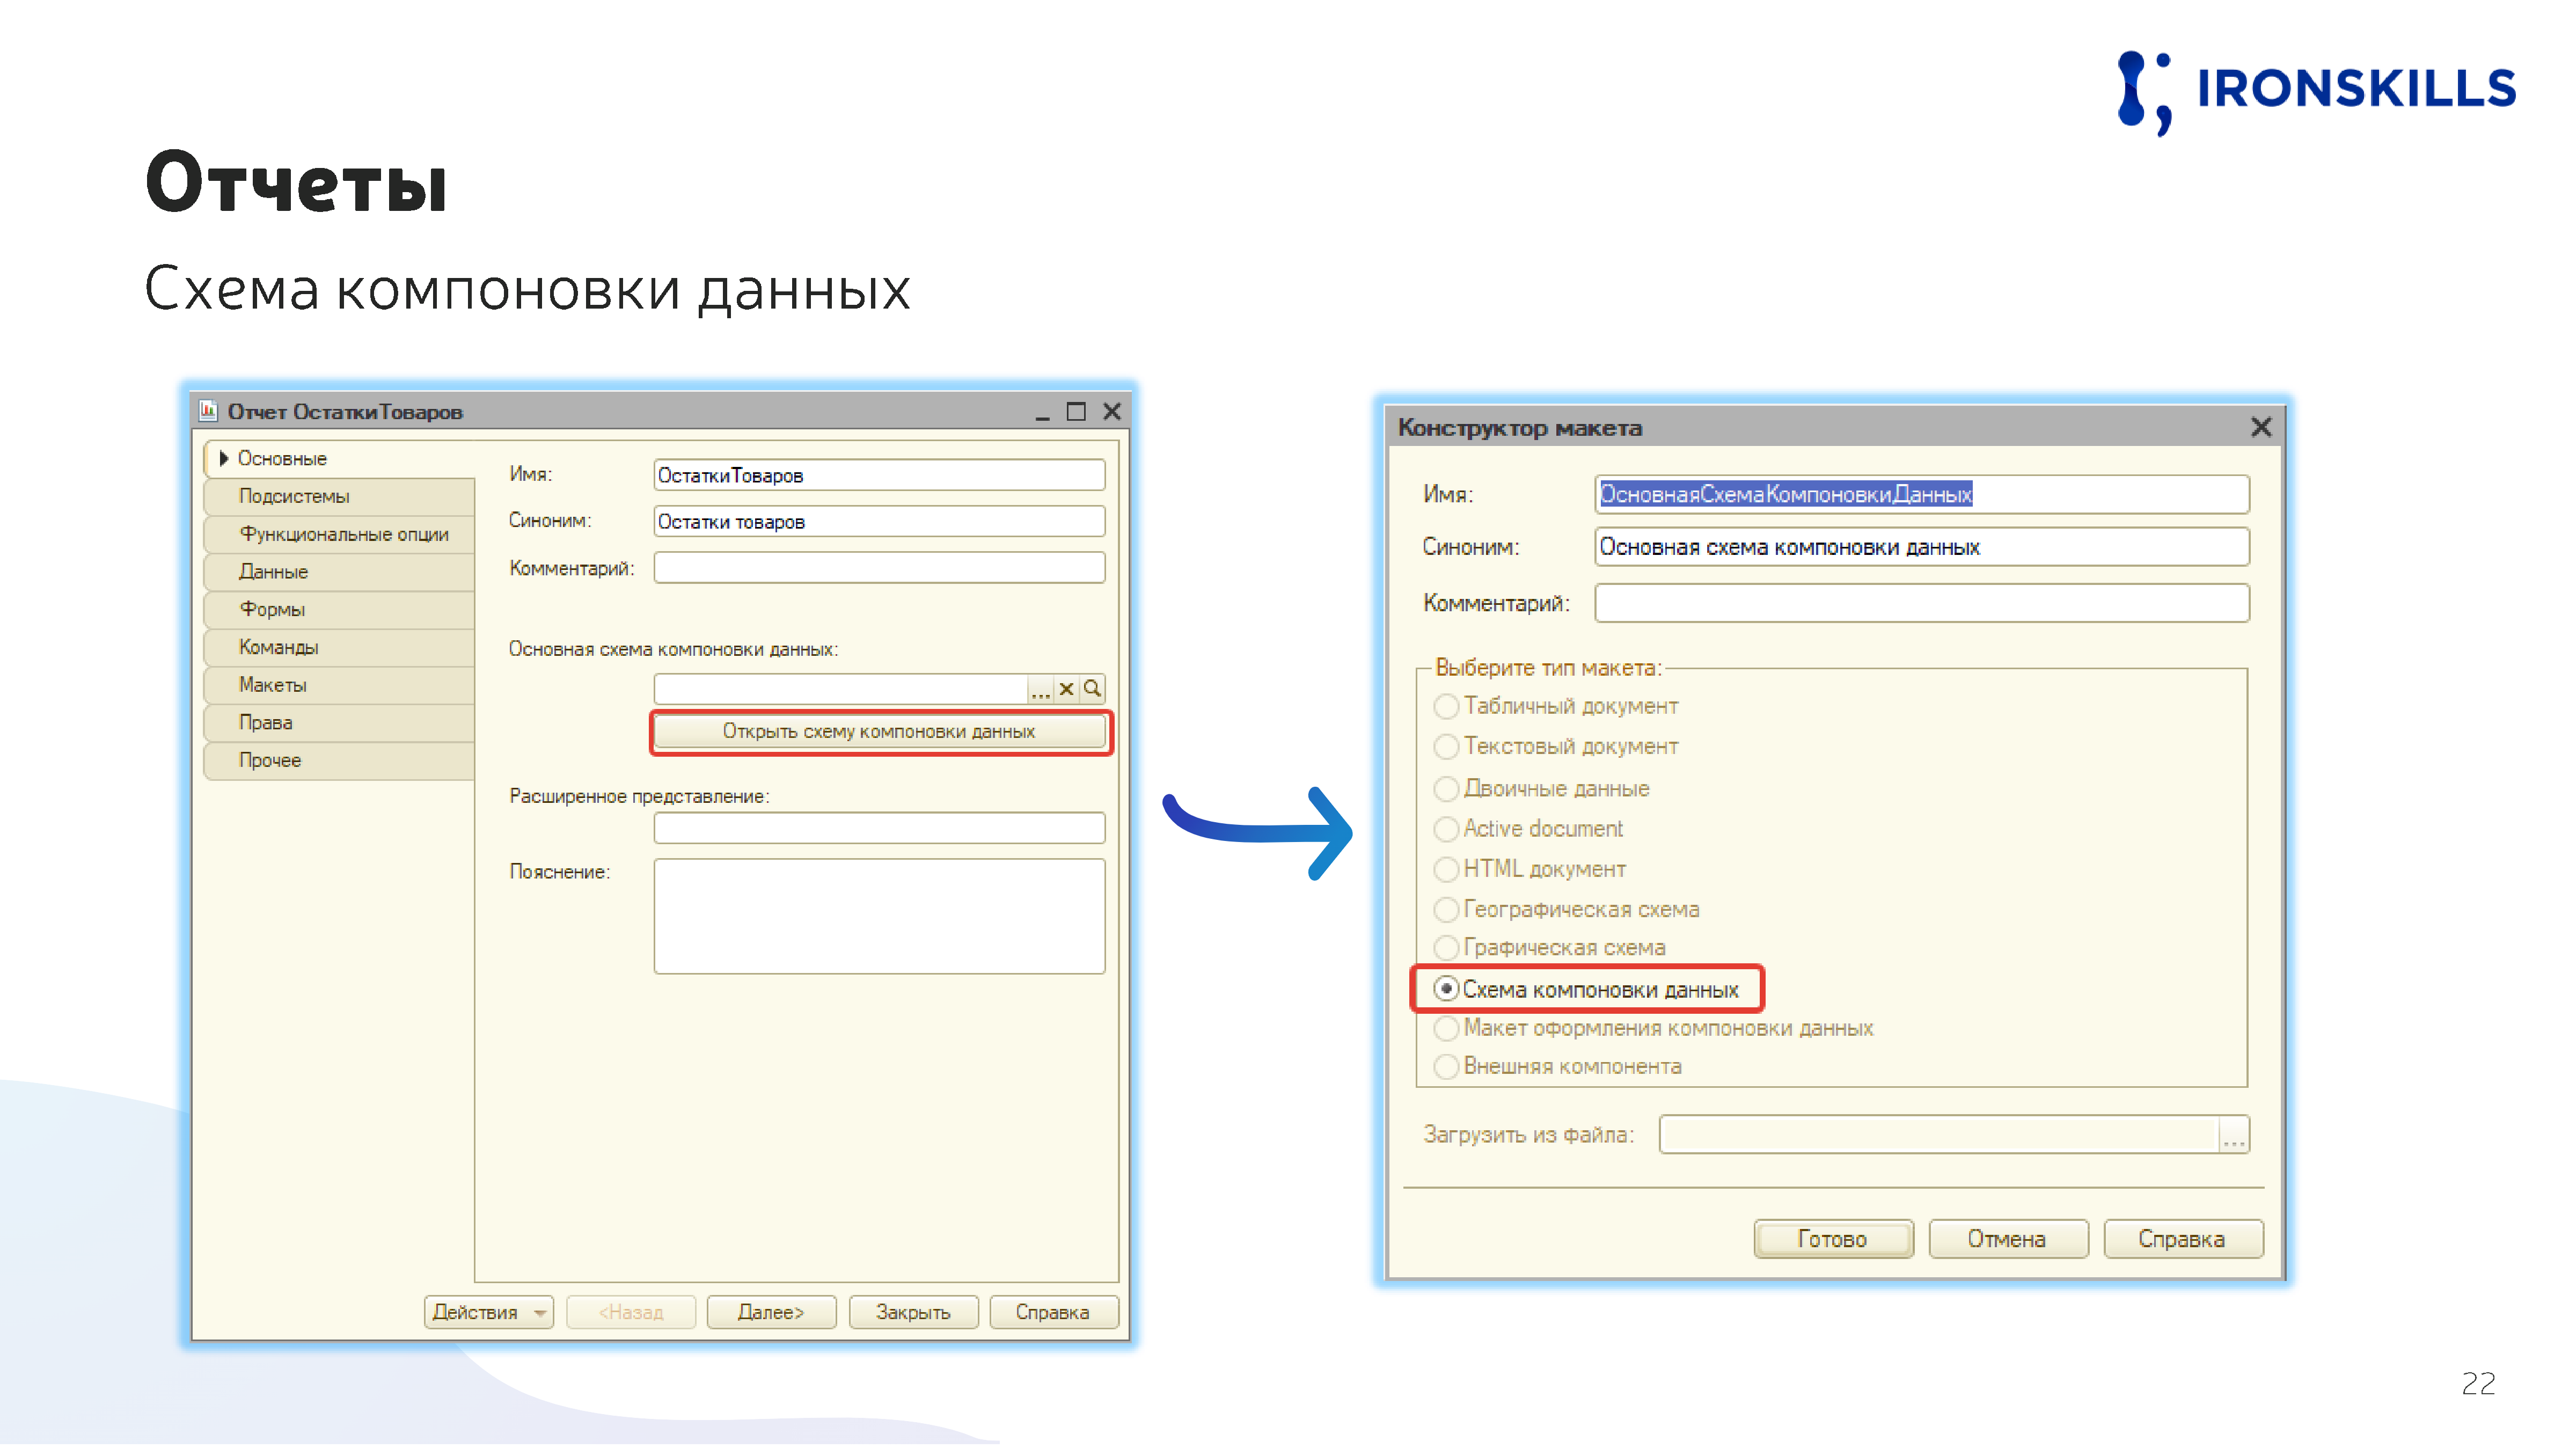 IRONSKILLS
Отчеты
Схема компоновки данных
Отчет ОстаткиТоваров
Основные
Подсистемы
Функциональные опции
Данные
Формы
Команды
Макеты
Права
Прочее
Имя: ОстаткиТоваров
Синоним: Остатки товаров
Комментарий:
Основная схема компоновки данных:
...
Открыть схему компоновки данных
Расширенное представление:
Пояснение:
Действия <Назад Далее> Закрыть Справка
Конструктор макета
Имя: ОсновнаяСхемаКомпоновкиДанных
Синоним: Основная схема компоновки данных
Комментарий:
Выберите тип макета:
Табличный документ
Текстовый документ
Двоичные данные
Active document
HTML документ
Географическая схема
Графическая схема
Схема компоновки данных
Макет оформления компоновки данных
Внешняя компонента
Загрузить из файла: ...
Готово Отмена Справка
22